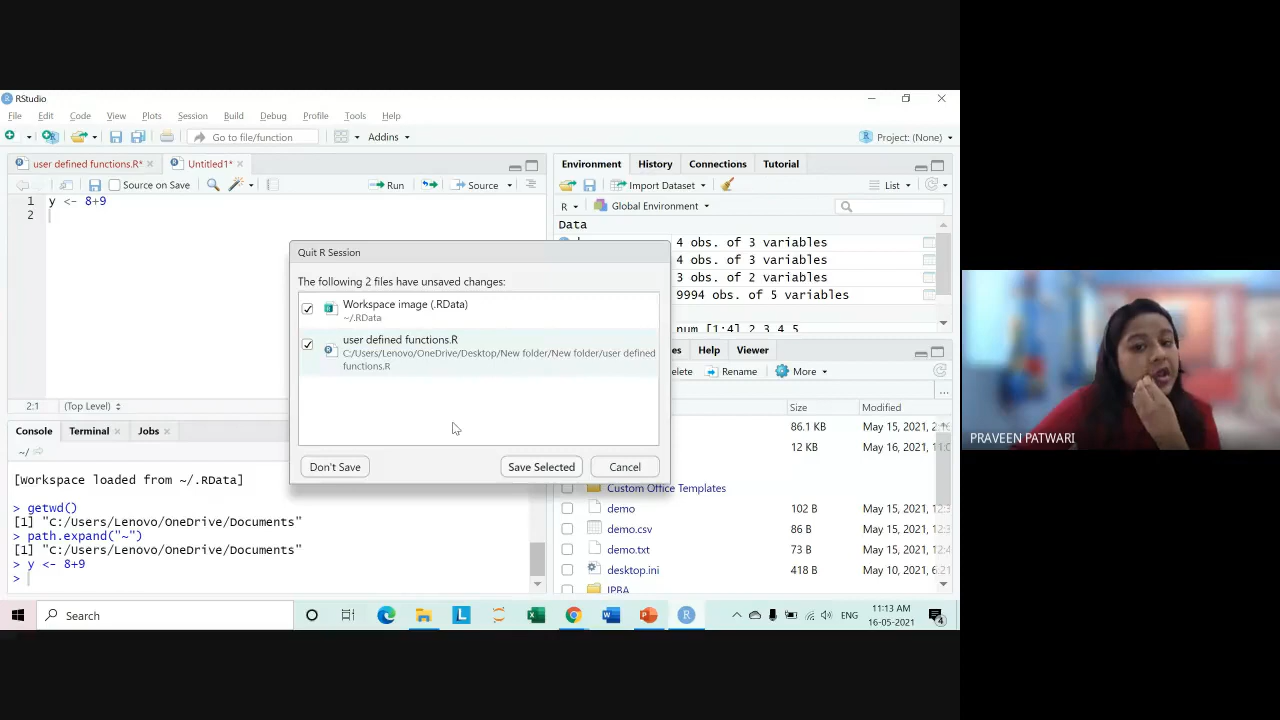 RStudio
File Edit Code View Plots Session Build Debug Profile Tools Help
Go to file/function Addins Project: (None)
user defined functions.R* Untitled1*
Source on Save Run Source
1 y <- 8+9
2
2:1 (Top Level)
Console Terminal Jobs
~/
[Workspace loaded from ~/.RData]
> getwd()
[1] "C:/Users/Lenovo/OneDrive/Documents"
> path.expand("~")
[1] "C:/Users/Lenovo/OneDrive/Documents"
> y <- 8+9
>
Quit R Session
The following 2 files have unsaved changes:
Workspace image (.RData)
~/.RData
user defined functions.R
C:/Users/Lenovo/OneDrive/Desktop/New folder/New folder/user defined
functions.R
Don't Save Save Selected Cancel
Environment History Connections Tutorial
Import Dataset List
R Global Environment
Data
4 obs. of 3 variables
4 obs. of 3 variables
3 obs. of 2 variables
9994 obs. of 5 variables
num [1:4] 2 3 4 5
es Help Viewer
elete Rename More
Size Modified
86.1 KB May 15, 2021,
12 KB May 16, 2021,
Custom Office Templates
demo 102 B May 15, 2021,
demo.csv 86 B May 15, 2021,
demo.txt 73 B May 15, 2021,
desktop.ini 418 B May 10, 2021,
IPBA
Search
ENG 11:13 AM
16-05-2021
4
PRAVEEN PATWARI